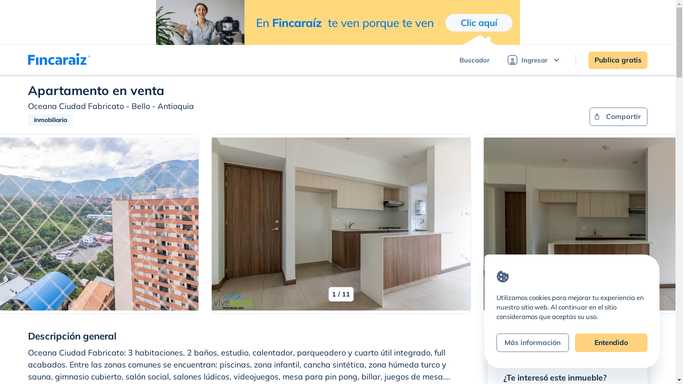 En Fincaraíz te ven porque te ven
Clic aquí
Fincaraíz
Buscador
Ingresar
Publica gratis
Apartamento en venta
Oceana Ciudad Fabricato - Bello - Antioquia
Inmobiliaria
Compartir
1 / 11
Descripción general
Oceana Ciudad Fabricato: 3 habitaciones, 2 baños, estudio, calentador, parqueadero y cuarto útil integrado, full
acabados. Entre las zonas comunes se encuentran: piscinas, zona infantil, cancha sintética, zona húmeda turco y
sauna, gimnasio cubierto, salón social, salones lúdicos, videojuegos, mesa para pin pong, billar, juegos de mesa....
Utilizamos cookies para mejorar tu experiencia en
nuestro sitio web. Al continuar en el sitio
consideramos que aceptas su uso.
Más información
Entendido
¿Te interesó este inmueble?